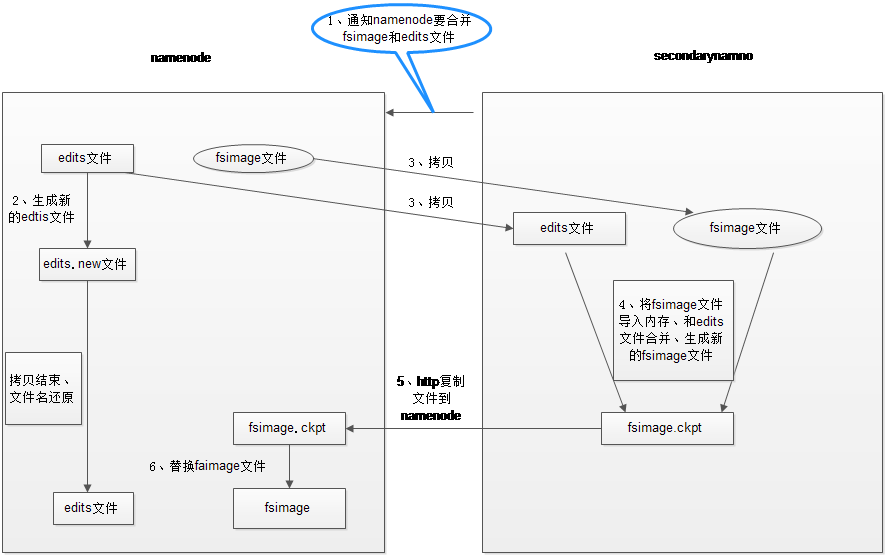 1、通知namenode要合并
fsimage和edits文件
namenode
secondarynamno
edits文件
fsimage文件
3、拷贝
2、生成新
的edtis文件
3、拷贝
edits文件
fsimage文件
edits.new文件
4、将fsimage文件
导入内存、和edits
文件合并、生成新
的fsimage文件
拷贝结束、
文件名还原
5、http复制
文件到
namenode
fsimage.ckpt
fsimage.ckpt
6、替换faimage文件
edits文件
fsimage